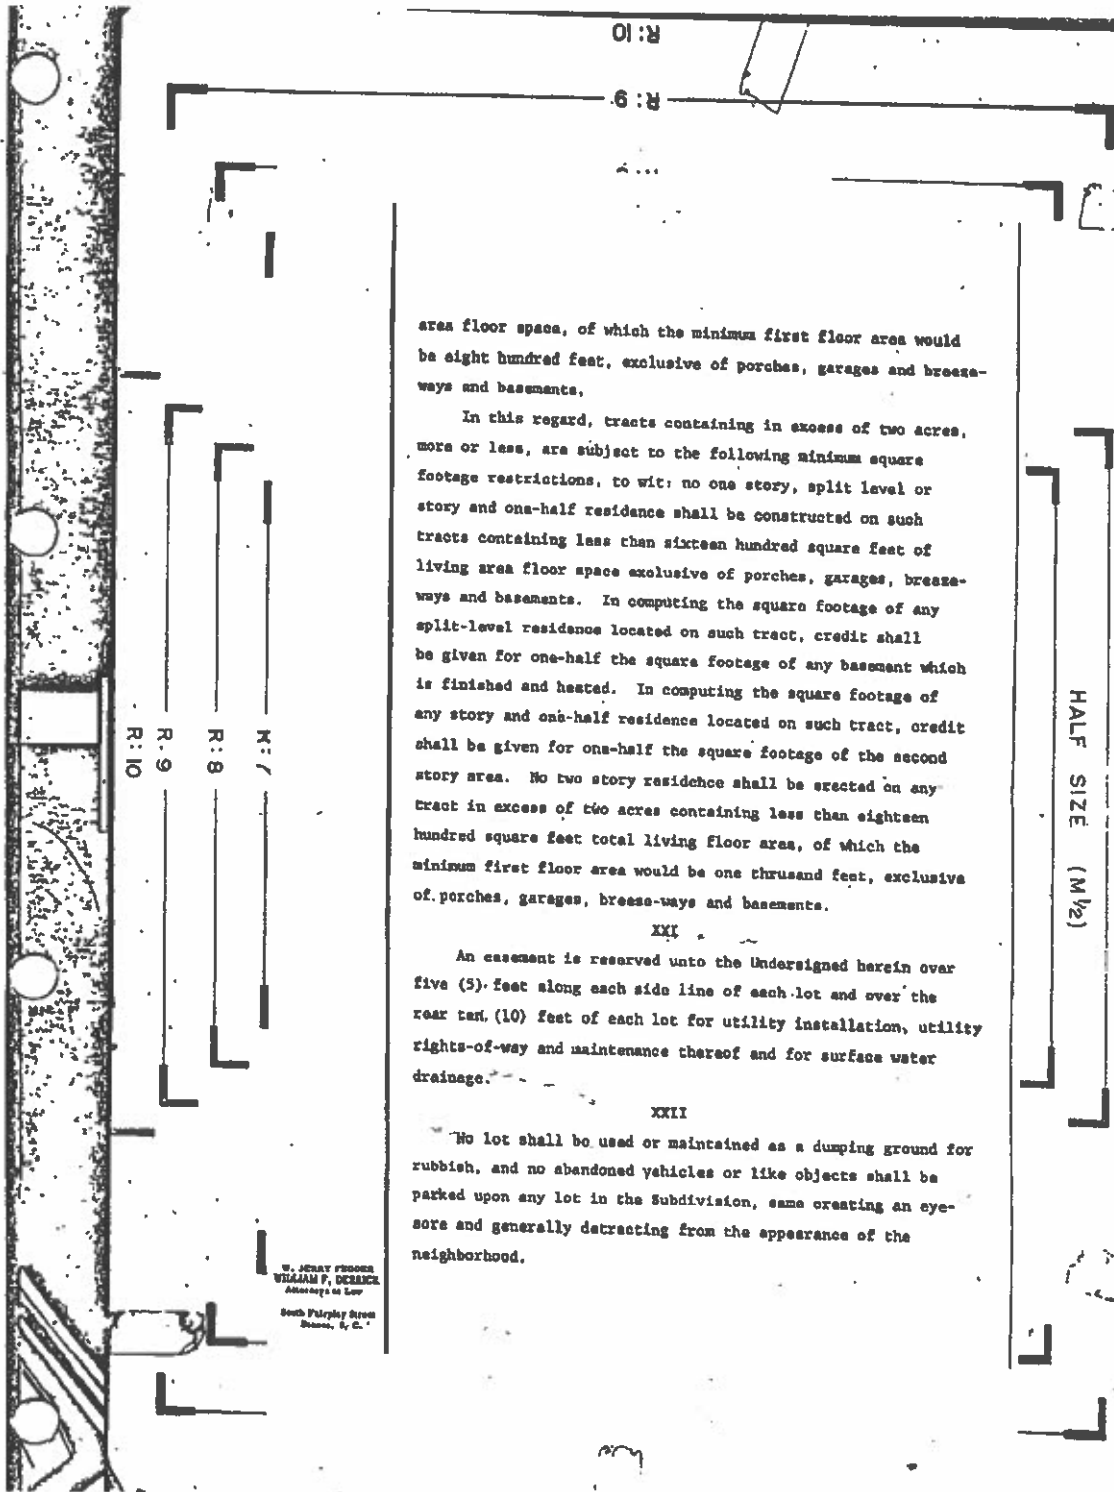 R:10
R:9
area floor space, of which the minimum first floor area would
be eight hundred feet, exclusive of porches, garages and breeze-
ways and basements.
In this regard, tracts containing in excess of two acres,
more or less, are subject to the following minimum square
footage restrictions, to wit: no one story, split level or
story and one-half residence shall be constructed on such
tracts containing less than sixteen hundred square feet of
living area floor space exclusive of porches, garages, breeze-
ways and basements. In computing the square footage of any
split-level residence located on such tract, credit shall
be given for one-half the square footage of any basement which
is finished and heated. In computing the square footage of
any story and one-half residence located on such tract, credit
shall be given for one-half the square footage of the second
story area. No two story residence shall be erected on any
tract in excess of two acres containing less than eighteen
hundred square feet total living floor area, of which the
minimum first floor area would be one thrusand feet, exclusive
of porches, garages, breese-ways and basements.
XXI
An easement is reserved unto the Undersigned herein over
five (5) feet along each side line of each lot and over the
rear ten (10) feet of each lot for utility installation, utility
rights-of-way and maintenance thereof and for surface water
drainage.
XXII
No lot shall be used or maintained as a dumping ground for
rubbish, and no abandoned vehicles or like objects shall be
parked upon any lot in the Subdivision, same creating an eye-
sore and generally detracting from the appearance of the
neighborhood.
W. JERRY FEDDER
WILLIAM F. DERRICK
Attorneys at Law
South Fairplay Street
Seneca, S. C.
R:10
R.9
R:8
HALF SIZE (M½)